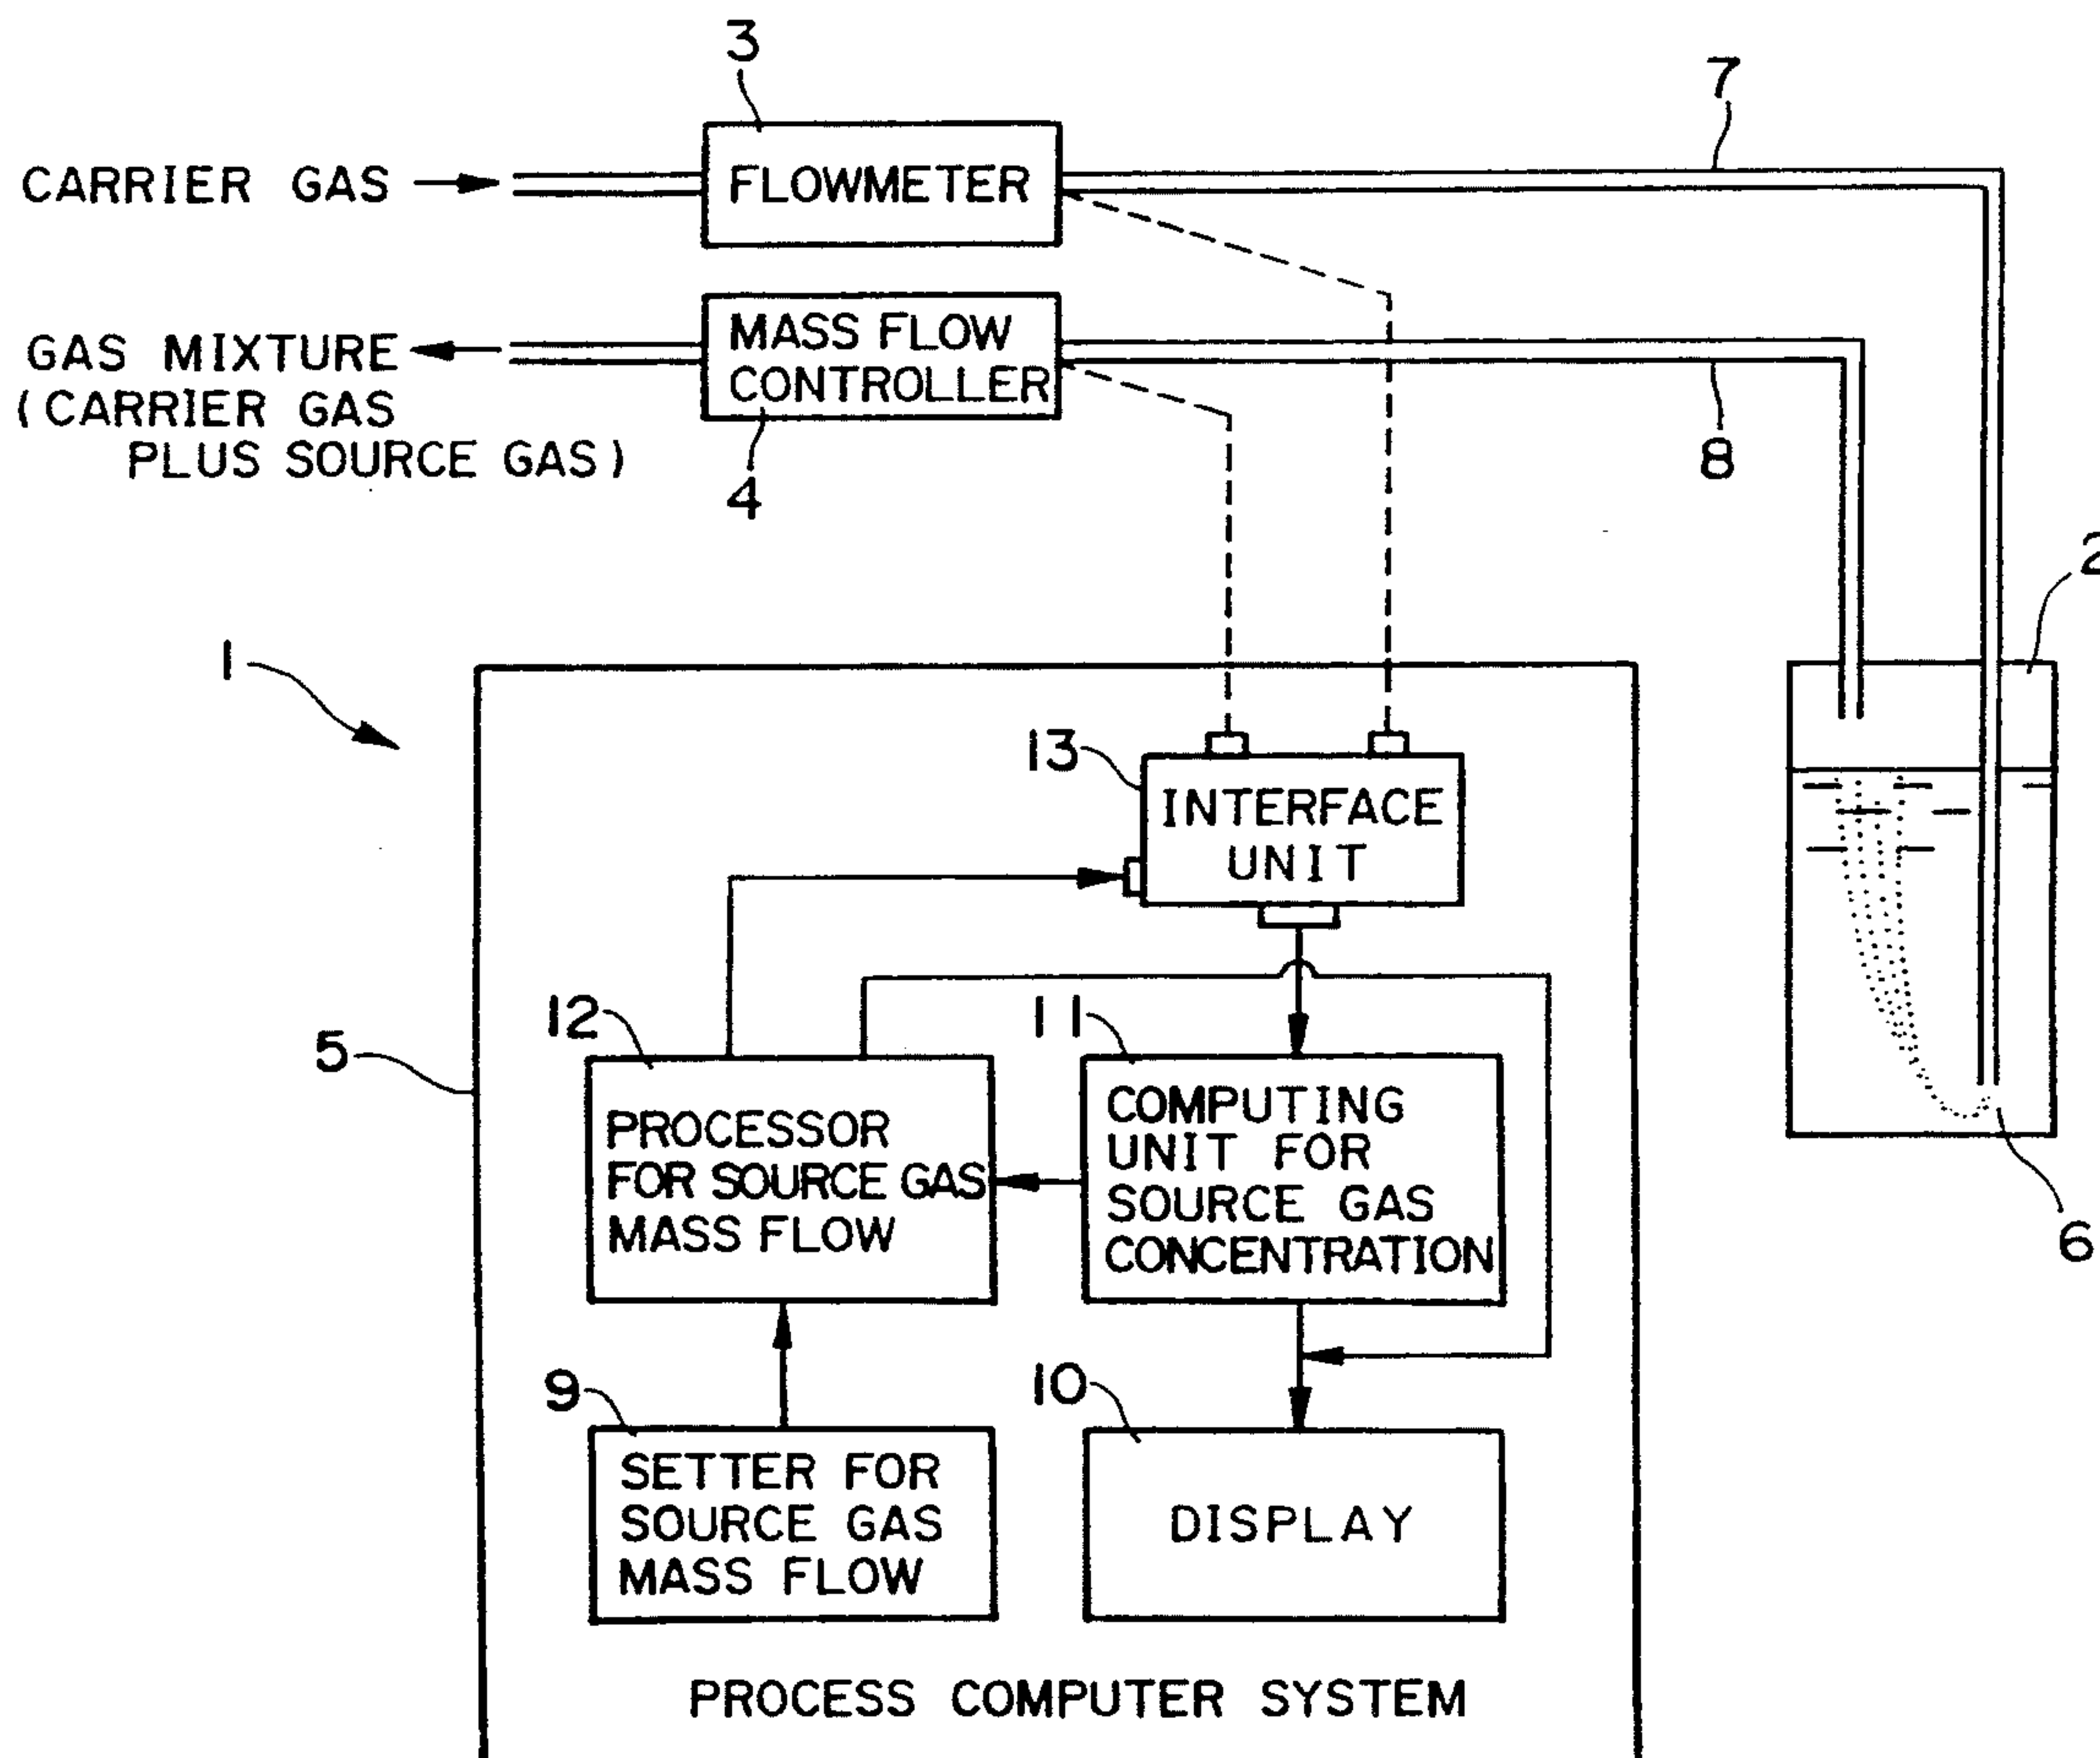 3
7
CARRIER GAS
FLOWMETER
GAS MIXTURE
(CARRIER GAS
PLUS SOURCE GAS)
MASS FLOW
CONTROLLER
4
8
2
1
13
INTERFACE
UNIT
12
11
5
PROCESSOR
FOR SOURCE GAS
MASS FLOW
COMPUTING
UNIT FOR
SOURCE GAS
CONCENTRATION
6
9
10
SETTER FOR
SOURCE GAS
MASS FLOW
DISPLAY
PROCESS COMPUTER SYSTEM